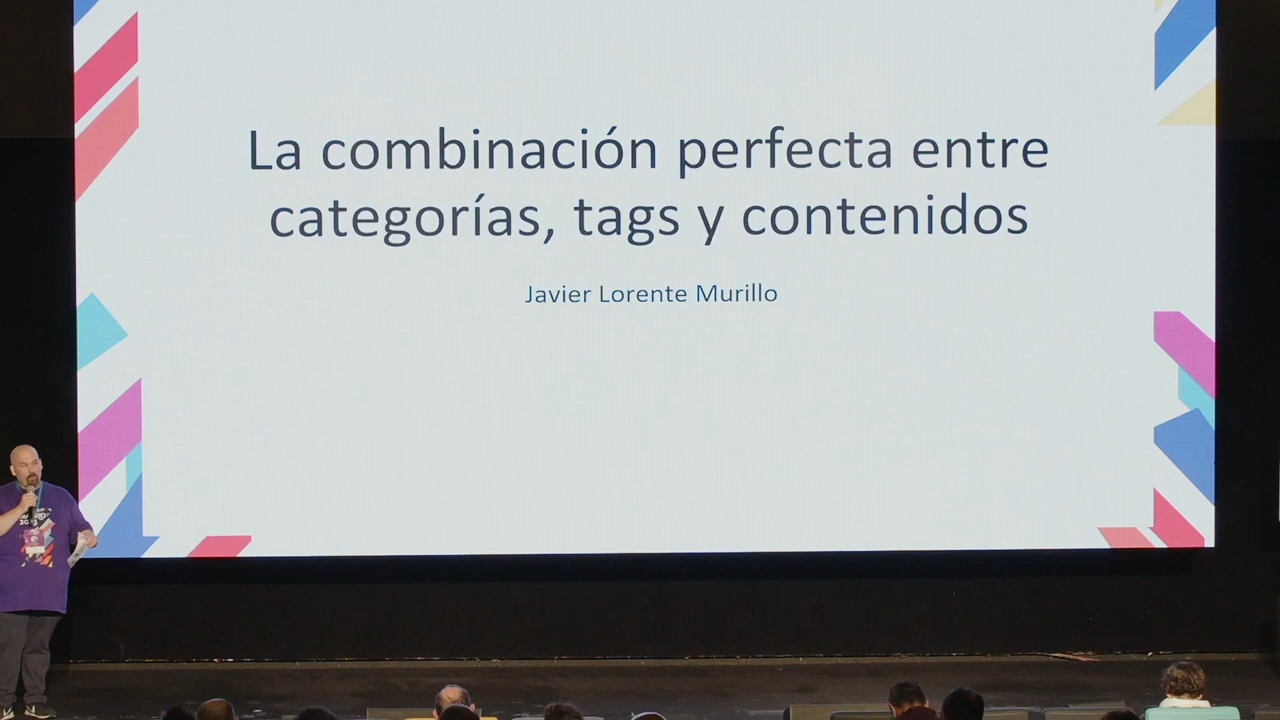 La combinación perfecta entre
categorías, tags y contenidos
Javier Lorente Murillo